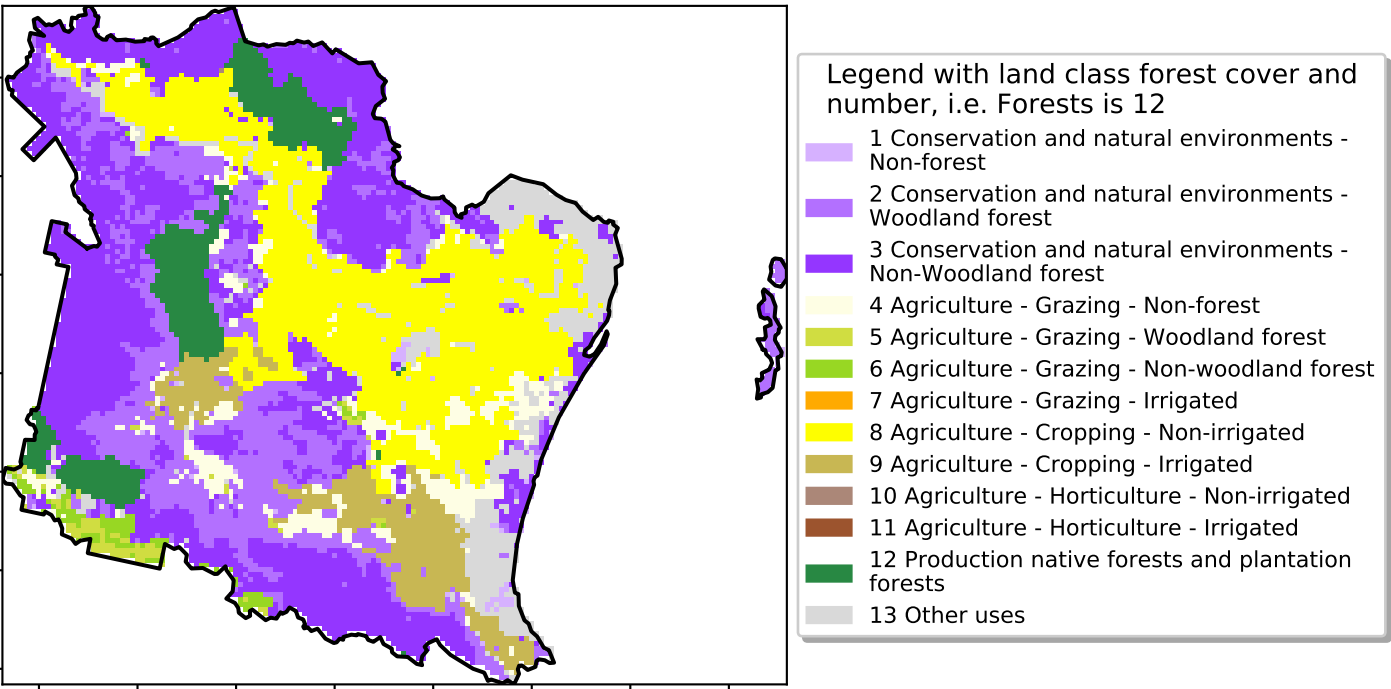 Legend with land class forest cover and
number, i.e. Forests is 12
1 Conservation and natural environments -
Non-forest
2 Conservation and natural environments -
Woodland forest
3 Conservation and natural environments -
Non-Woodland forest
4 Agriculture - Grazing - Non-forest
5 Agriculture - Grazing - Woodland forest
6 Agriculture - Grazing - Non-woodland forest
7 Agriculture - Grazing - Irrigated
8 Agriculture - Cropping - Non-irrigated
9 Agriculture - Cropping - Irrigated
10 Agriculture - Horticulture - Non-irrigated
11 Agriculture - Horticulture - Irrigated
12 Production native forests and plantation
forests
13 Other uses